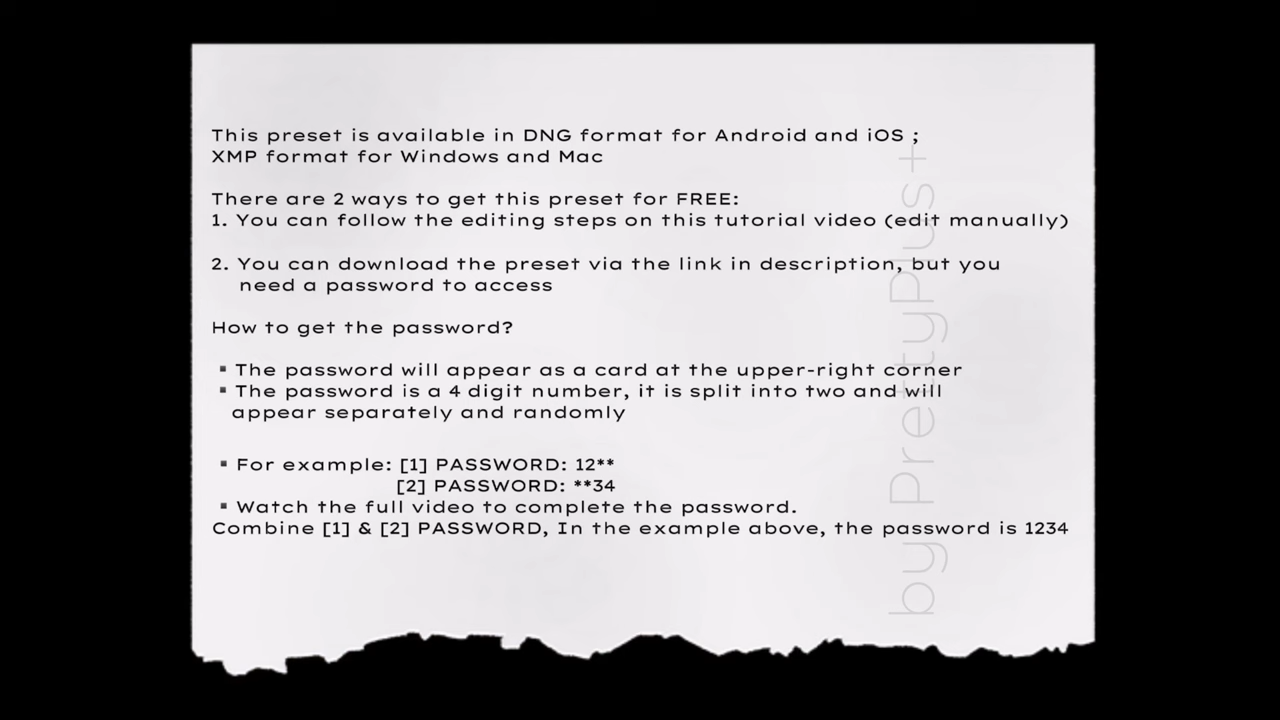 This preset is available in DNG format for Android and iOS ;
XMP format for Windows and Mac
There are 2 ways to get this preset for FREE:
1. You can follow the editing steps on this tutorial video (edit manually)
2. You can download the preset via the link in description, but you
need a password to access
How to get the password?
▪ The password will appear as a card at the upper-right corner
▪ The password is a 4 digit number, it is split into two and will
appear separately and randomly
▪ For example: [1] PASSWORD: 12**
[2] PASSWORD: **34
▪ Watch the full video to complete the password.
Combine [1] & [2] PASSWORD, In the example above, the password is 1234
by PrettyPlus+